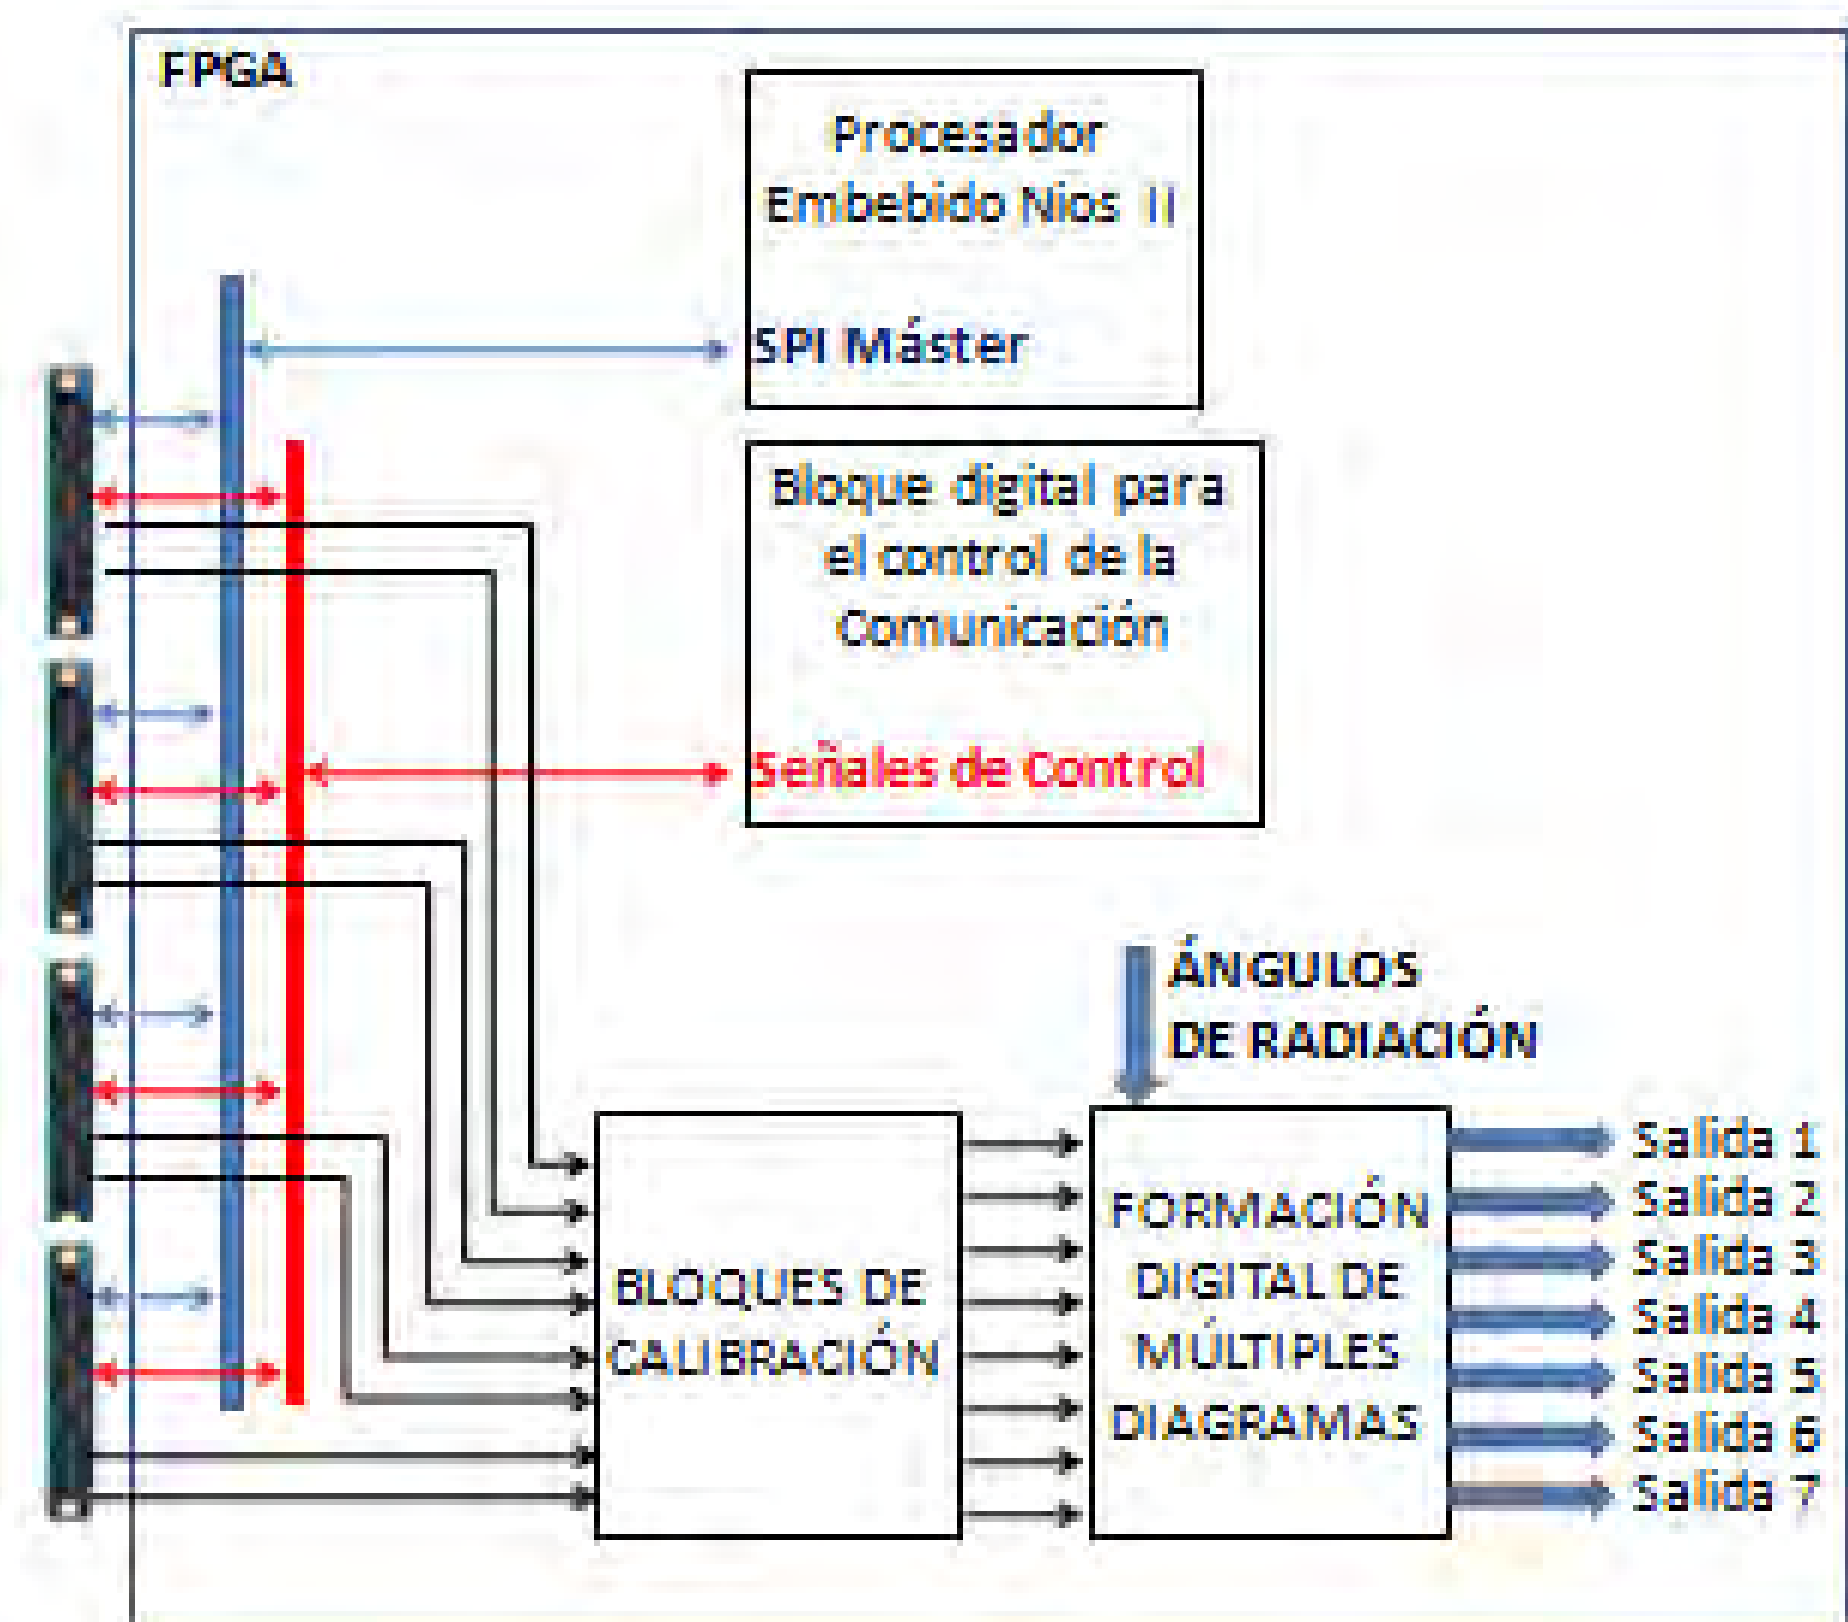 FPGA
Procesador
Embebido Nios II
SPI Máster
Bloque digital para
el control de la
Comunicación
Señales de Control
ÁNGULOS
DE RADIACIÓN
BLOQUES DE
CALIBRACIÓN
FORMACIÓN
DIGITAL DE
MÚLTIPLES
DIAGRAMAS
Salida 1
Salida 2
Salida 3
Salida 4
Salida 5
Salida 6
Salida 7